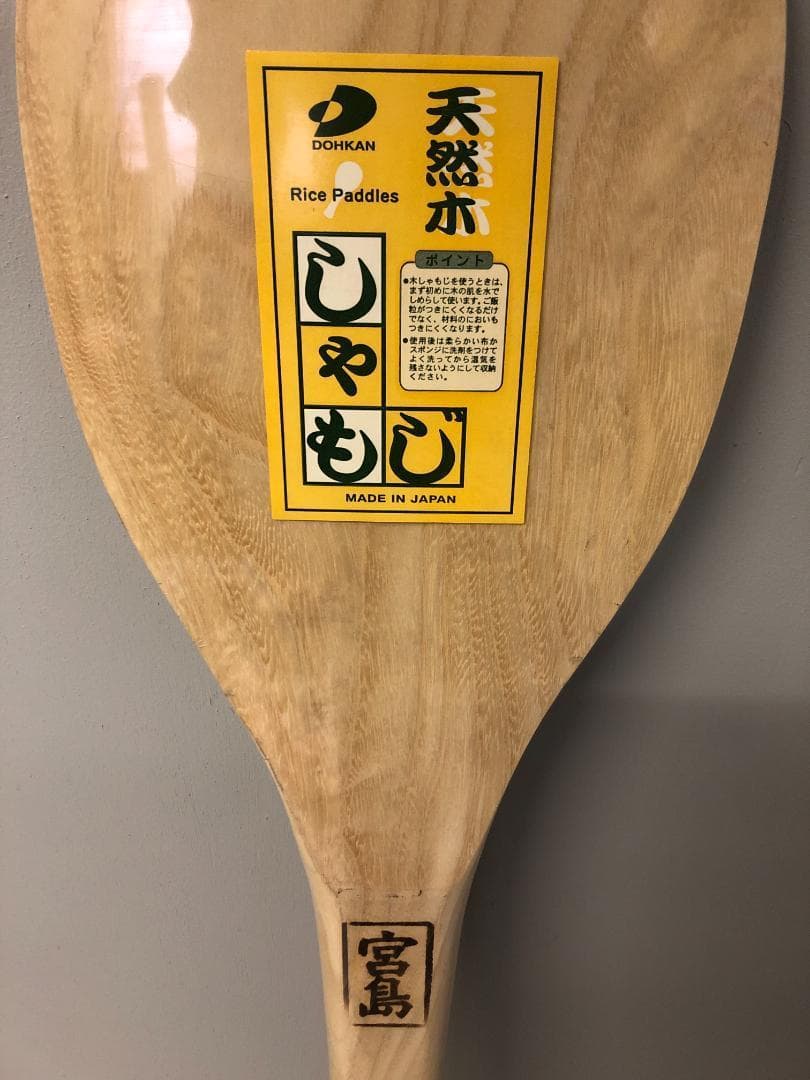 DOHKAN
Rice Paddles
天然木
しゃもじ
ポイント
●木しゃもじを使うときは、
まず初めに木の肌を水で
しめらして使います。ご飯
粒がつきにくくなるだけ
でなく、材料のにおいも
つきにくくなります。
●使用後は柔らかい布か
スポンジに洗剤をつけて
よく洗ってから湿気を
残さないようにして収納
ください。
MADE IN JAPAN
宮島